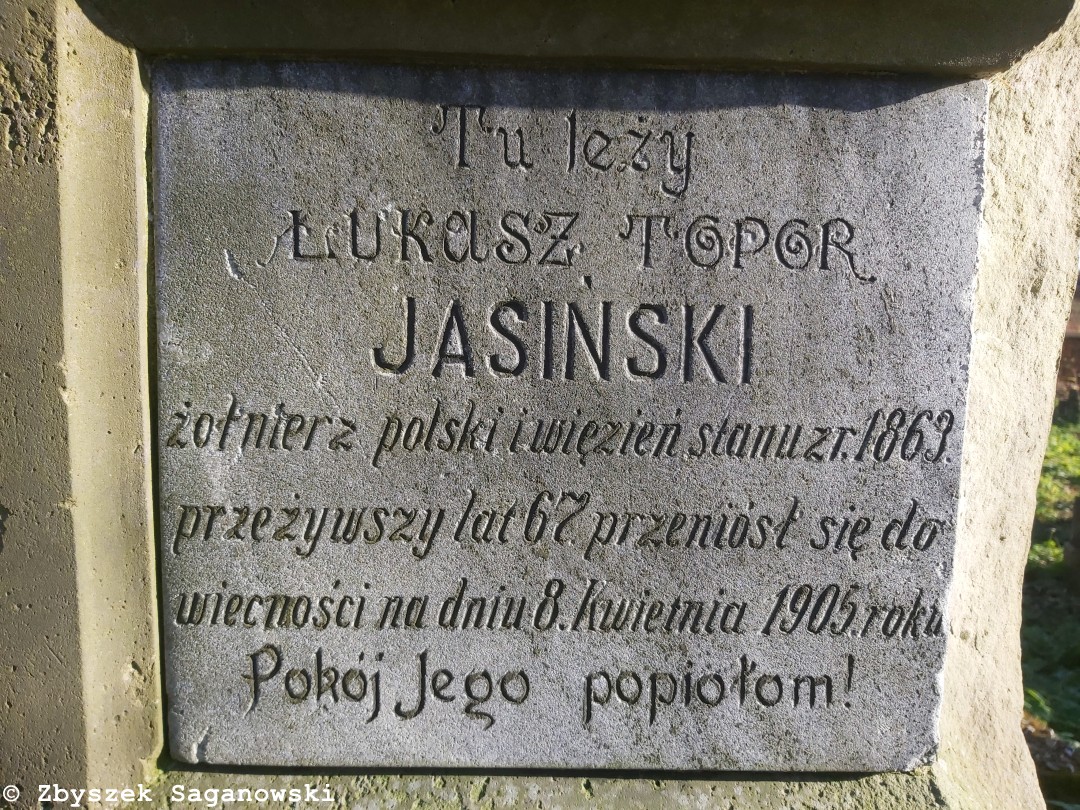 Tu leży
Łukasz Topor
JASIŃSKI
żołnierz polski i więzień stanu z r. 1863.
przeżywszy lat 67. przeniósł się do
wiecności na dniu 8. Kwietnia 1905. roku
Pokój Jego popiołom!
© Zbyszek Saganowski